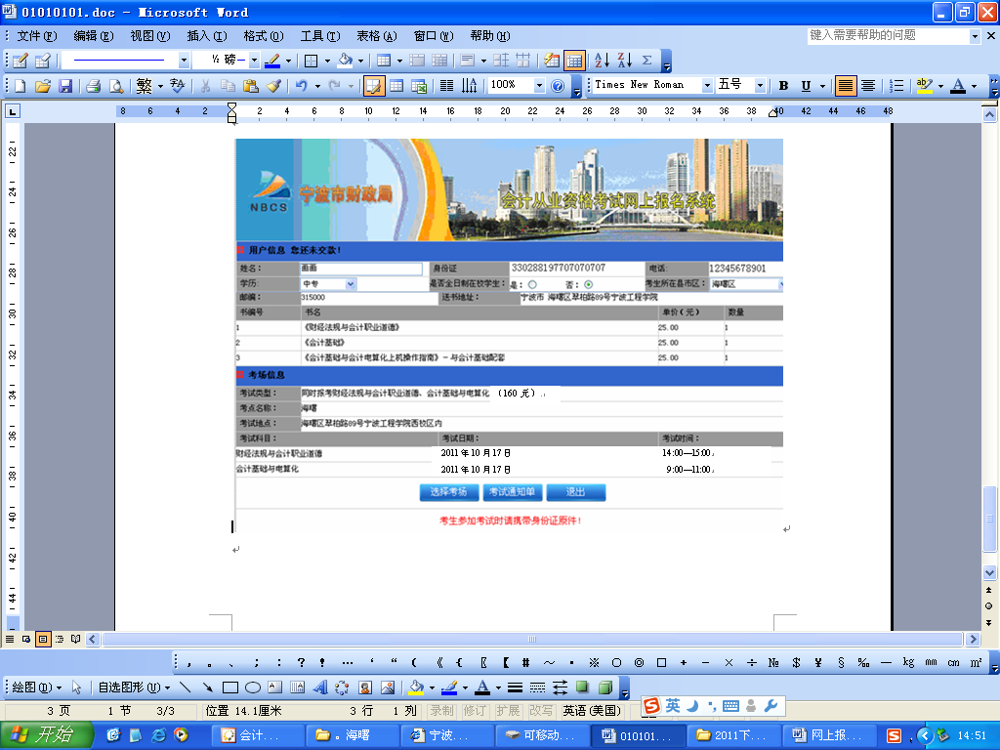 01010101.doc - Microsoft Word
文件(F) 编辑(E) 视图(V) 插入(I) 格式(O) 工具(T) 表格(A) 窗口(W) 帮助(H) 键入需要帮助的问题
½ 磅
繁 100% Times New Roman 五号 B U A
8 6 4 2 2 4 6 8 10 12 14 16 18 20 22 24 26 28 30 32 34 36 38 40 42 44 46 48
22 24 26 28 30 32 34 36 38 40 42 44
NBCS 宁波市财政局 会计从业资格考试网上报名系统
用户信息 您还未交款!
姓名: 画画 身份证 330288197707070707 电话: 12345678901
学历: 中专 是否全日制在校学生: 是: 否: 考生所在县市区: 海曙区
邮编: 315000 送书地址: 宁波市 海曙区翠柏路89号宁波工程学院
书编号 书名 单价(元) 数量
1 《财经法规与会计职业道德》 25.00 1
2 《会计基础》 25.00 1
3 《会计基础与会计电算化上机操作指南》-与会计基础配套 25.00 1
考场信息
考试类型: 同时报考财经法规与会计职业道德、会计基础与电算化 (160 元)
考点名称: 海曙
考试地点: 海曙区翠柏路89号宁波工程学院西校区内
考试科目: 考试日期: 考试时间:
财经法规与会计职业道德 2011 年 10 月 17 日 14:00—15:00
会计基础与电算化 2011 年 10 月 17 日 9:00—11:00
选择考场 考试通知单 退出
考生参加考试时请携带身份证原件!
, 。 、 ; : ? ! … ‘ “ ( 《 { 〖 【 # ～ · ※ ○ ◎ □ + - × ÷ № $ ¥ § ‰ — kg mm cm m²
绘图(D) 自选图形(U) A
3 页 1 节 3/3 位置 14.1厘米 3 行 1 列 录制 修订 扩展 改写 英语(美国) S 英
开始 会计... 。海曙 宁波... 可移动... 010101... 2011下... 网上报... S 14:51